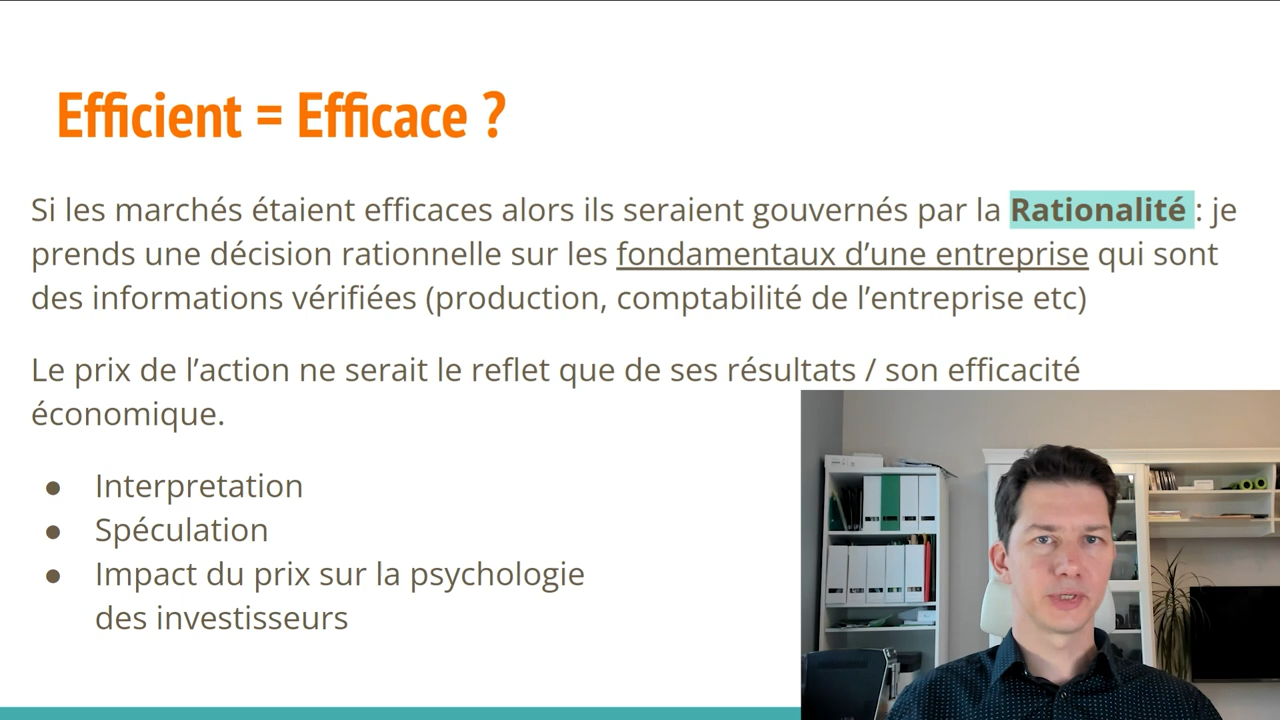 Efficient = Efficace ?
Si les marchés étaient efficaces alors ils seraient gouvernés par la Rationalité : je
prends une décision rationnelle sur les fondamentaux d’une entreprise qui sont
des informations vérifiées (production, comptabilité de l’entreprise etc)
Le prix de l’action ne serait le reflet que de ses résultats / son efficacité
économique.
● Interpretation
● Spéculation
● Impact du prix sur la psychologie
des investisseurs